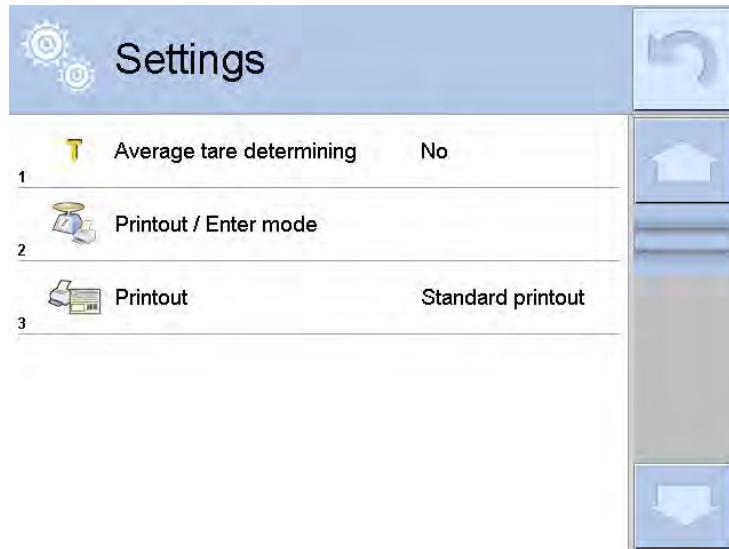 Settings
1 T Average tare determining No
2 Printout / Enter mode
3 Printout Standard printout